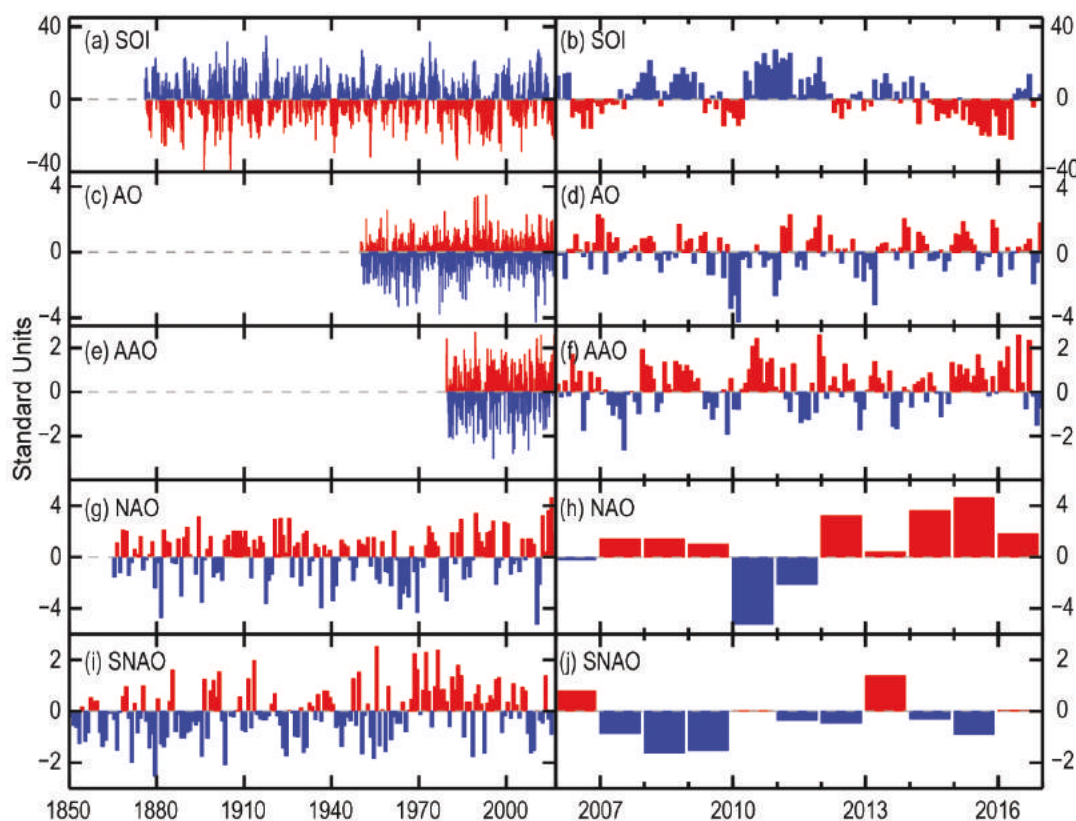 Standard Units
40 (a) SOI (b) SOI 40
0 0
−40 −40
4 (c) AO (d) AO 4
0 0
−4 −4
2 (e) AAO (f) AAO 2
0 0
−2 −2
4 (g) NAO (h) NAO 4
0 0
−4 −4
2 (i) SNAO (j) SNAO 2
0 0
−2 −2
1850 1880 1910 1940 1970 2000 2007 2010 2013 2016